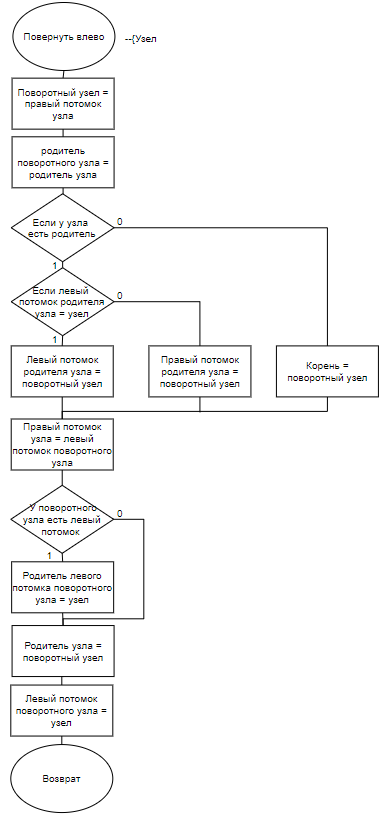 Повернуть влево
--{Узел
Поворотный узел =
правый потомок
узла
родитель
поворотного узла =
родитель узла
Если у узла
есть родитель
0
1
Если левый
потомок родителя
узла = узел
0
1
Левый потомок
родителя узла =
поворотный узел
Правый потомок
родителя узла =
поворотный узел
Корень =
поворотный узел
Правый потомок
узла = левый
потомок поворотного
узла
У поворотного
узла есть левый
потомок
0
1
Родитель левого
потомка поворотного
узла = узел
Родитель узла =
поворотный узел
Левый потомок
поворотного узла =
узел
Возврат